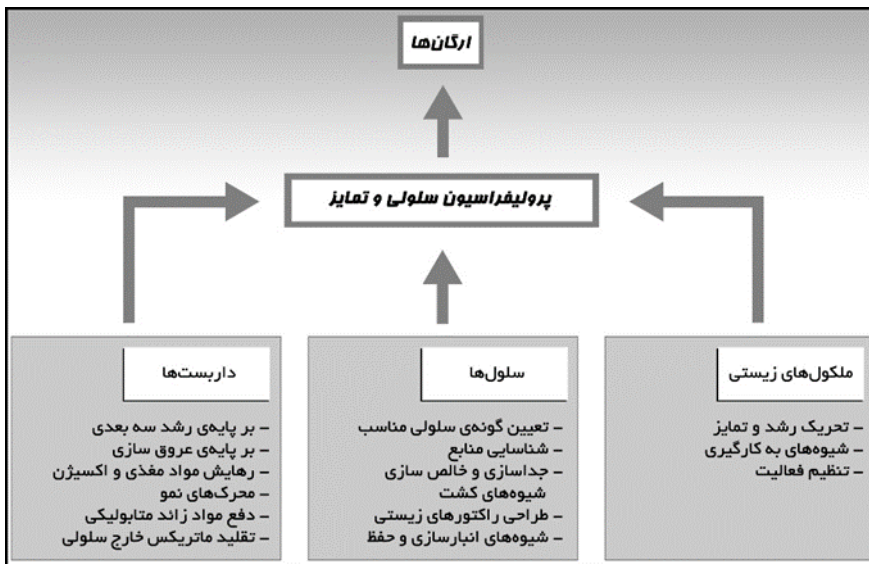 ارگان‌ها
پرولیفراسیون سلولی و تمایز
ملکول‌های زیستی
- تحریک رشد و تمایز
- شیوه‌های به کارگیری
- تنظیم فعالیت
سلول‌ها
- تعیین گونه‌ی سلولی مناسب
- شناسایی منابع
- جداسازی و خالص سازی
شیوه‌های کشت
- طراحی راکتورهای زیستی
- شیوه‌های انبارسازی و حفظ
داربست‌ها
- بر پایه‌ی رشد سه بعدی
- بر پایه‌ی عروق سازی
- رهایش مواد مغذی و اکسیژن
- محرک‌های نمو
- دفع مواد زائد متابولیکی
- تقلید ماتریکس خارج سلولی